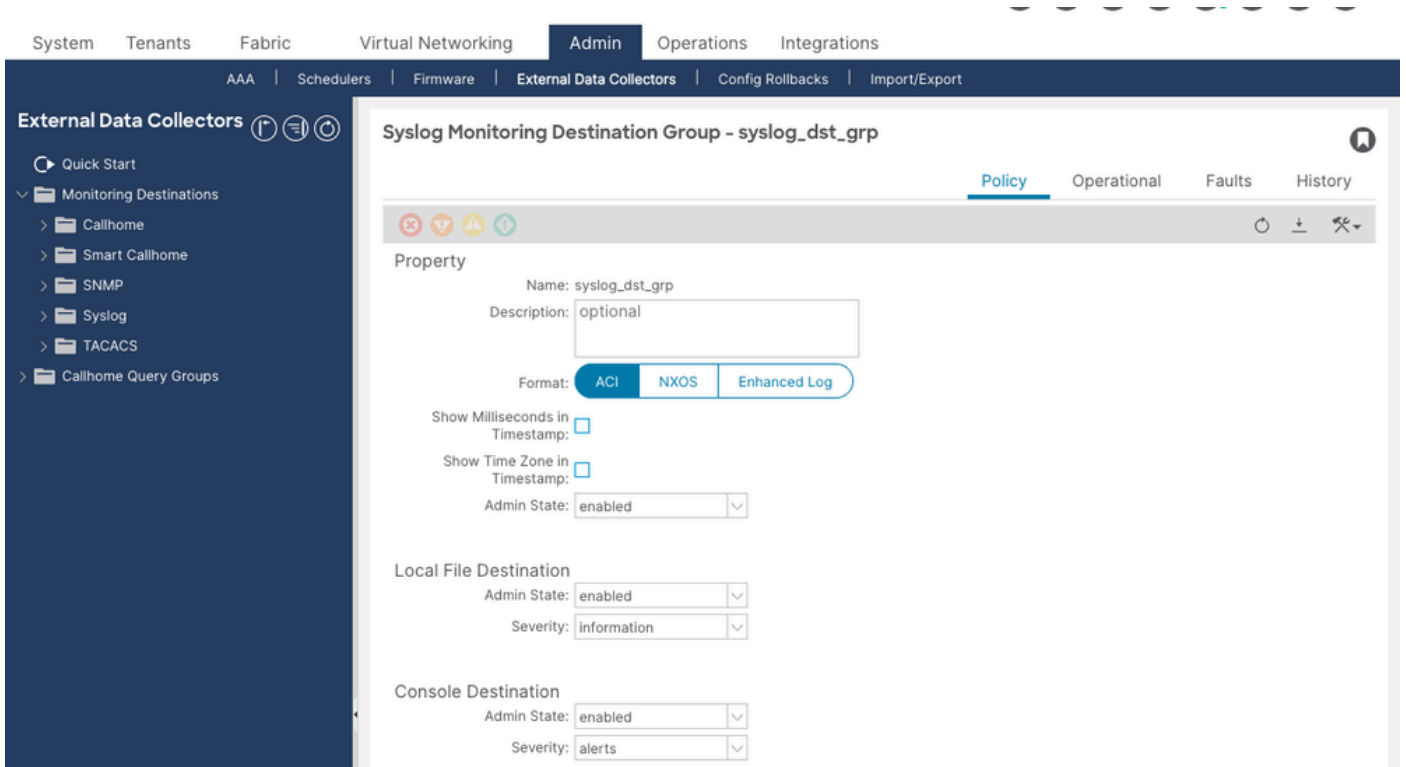 System Tenants Fabric Virtual Networking Admin Operations Integrations
AAA | Schedulers | Firmware | External Data Collectors | Config Rollbacks | Import/Export
External Data Collectors
Quick Start
Monitoring Destinations
Callhome
Smart Callhome
SNMP
Syslog
TACACS
Callhome Query Groups
Syslog Monitoring Destination Group - syslog_dst_grp
Policy Operational Faults History
Property
Name: syslog_dst_grp
Description: optional
Format: ACI NXOS Enhanced Log
Show Milliseconds in
Timestamp:
Show Time Zone in
Timestamp:
Admin State: enabled
Local File Destination
Admin State: enabled
Severity: information
Console Destination
Admin State: enabled
Severity: alerts